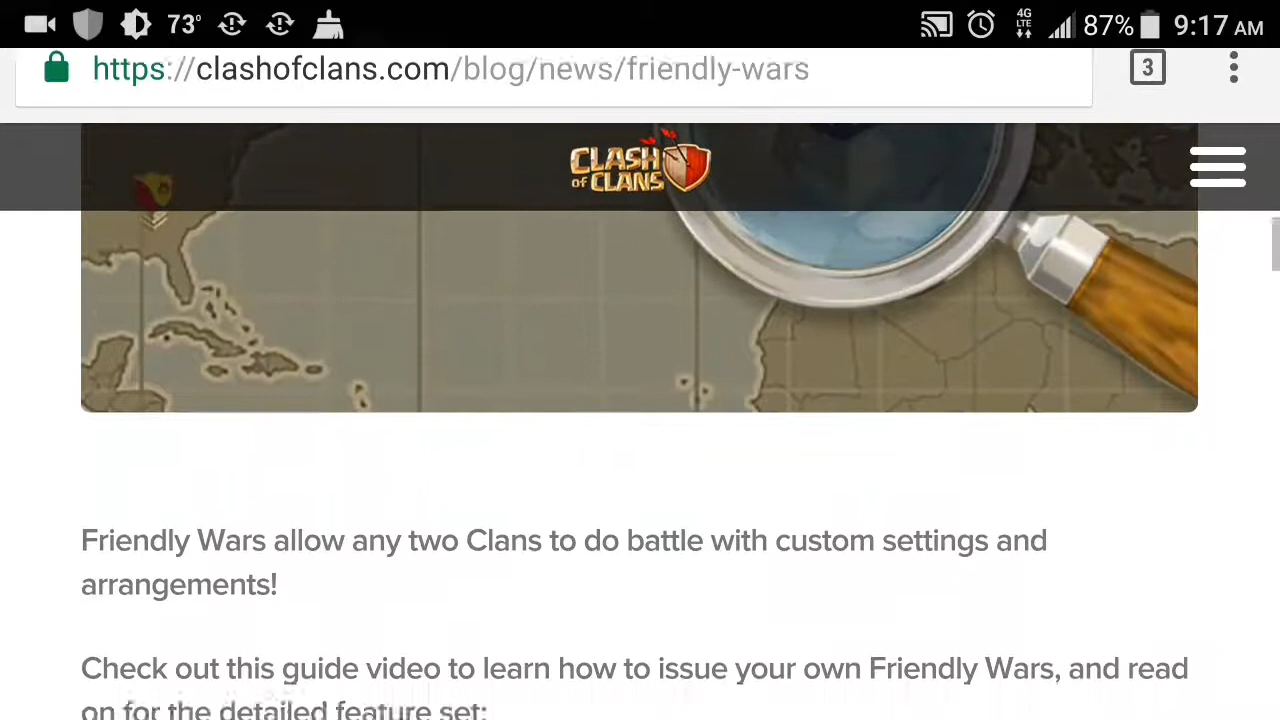 73° 4G LTE 87% 9:17 AM
https://clashofclans.com/blog/news/friendly-wars 3
CLASH
OF CLANS
Friendly Wars allow any two Clans to do battle with custom settings and
arrangements!
Check out this guide video to learn how to issue your own Friendly Wars, and read
on for the detailed feature set: